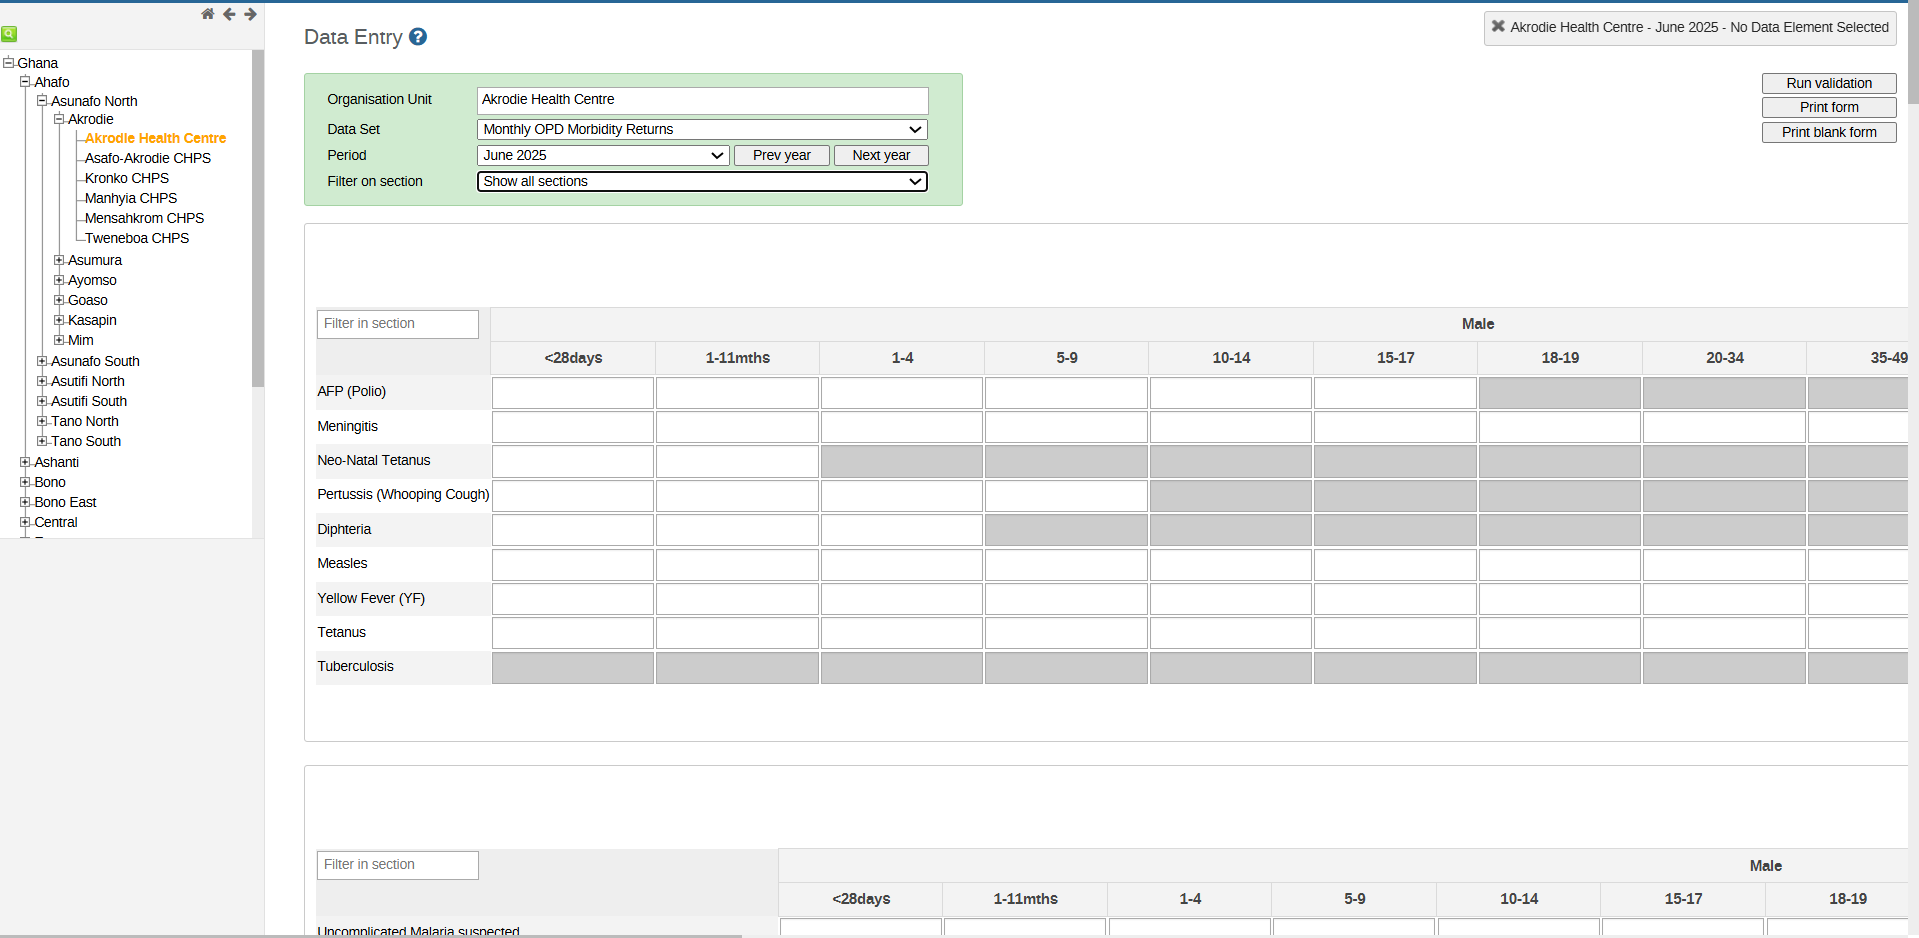 Data Entry
Akrodie Health Centre - June 2025 - No Data Element Selected
Ghana
Ahafo
Asunafo North
Akrodie
Akrodie Health Centre
Asafo-Akrodie CHPS
Kronko CHPS
Manhyia CHPS
Mensahkrom CHPS
Tweneboa CHPS
Asumura
Ayomso
Goaso
Kasapin
Mim
Asunafo South
Asutifi North
Asutifi South
Tano North
Tano South
Ashanti
Bono
Bono East
Central
Organisation Unit Akrodie Health Centre
Data Set Monthly OPD Morbidity Returns
Period June 2025 Prev year Next year
Filter on section Show all sections
Run validation
Print form
Print blank form
Filter in section Male
<28days 1-11mths 1-4 5-9 10-14 15-17 18-19 20-34 35-49
AFP (Polio)
Meningitis
Neo-Natal Tetanus
Pertussis (Whooping Cough)
Diphteria
Measles
Yellow Fever (YF)
Tetanus
Tuberculosis
Filter in section Male
<28days 1-11mths 1-4 5-9 10-14 15-17 18-19
Uncomplicated Malaria suspected